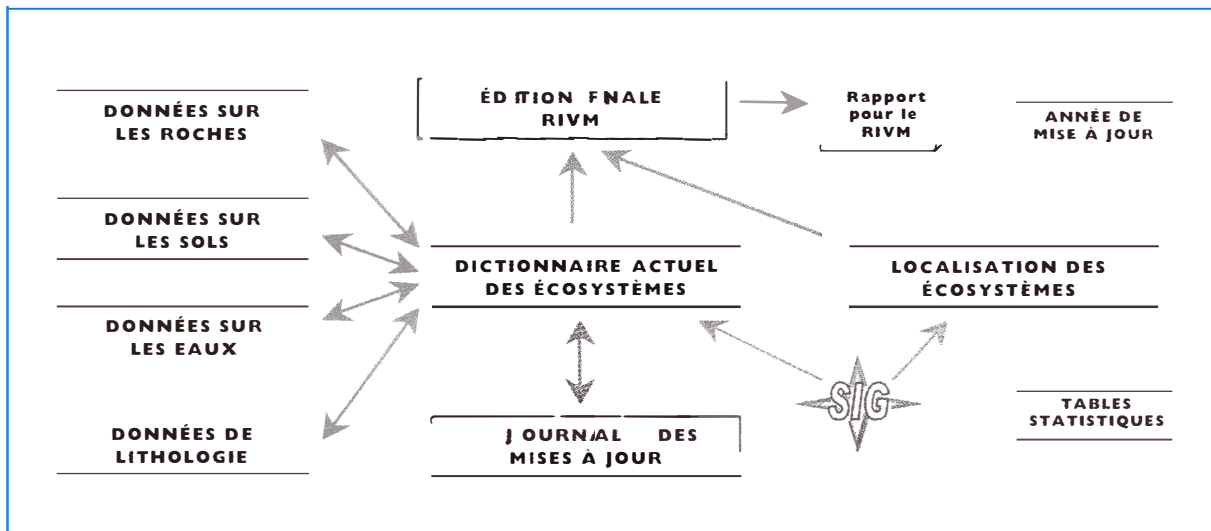 DONNÉES SUR
LES ROCHES
ÉDITION FINALE
RIVM
Rapport
pour le
RIVM
ANNÉE DE
MISE À JOUR
DONNÉES SUR
LES SOLS
DICTIONNAIRE ACTUEL
DES ÉCOSYSTÈMES
LOCALISATION DES
ÉCOSYSTÈMES
DONNÉES SUR
LES EAUX
SIG
TABLES
STATISTIQUES
DONNÉES DE
LITHOLOGIE
JOURNAL DES
MISES À JOUR